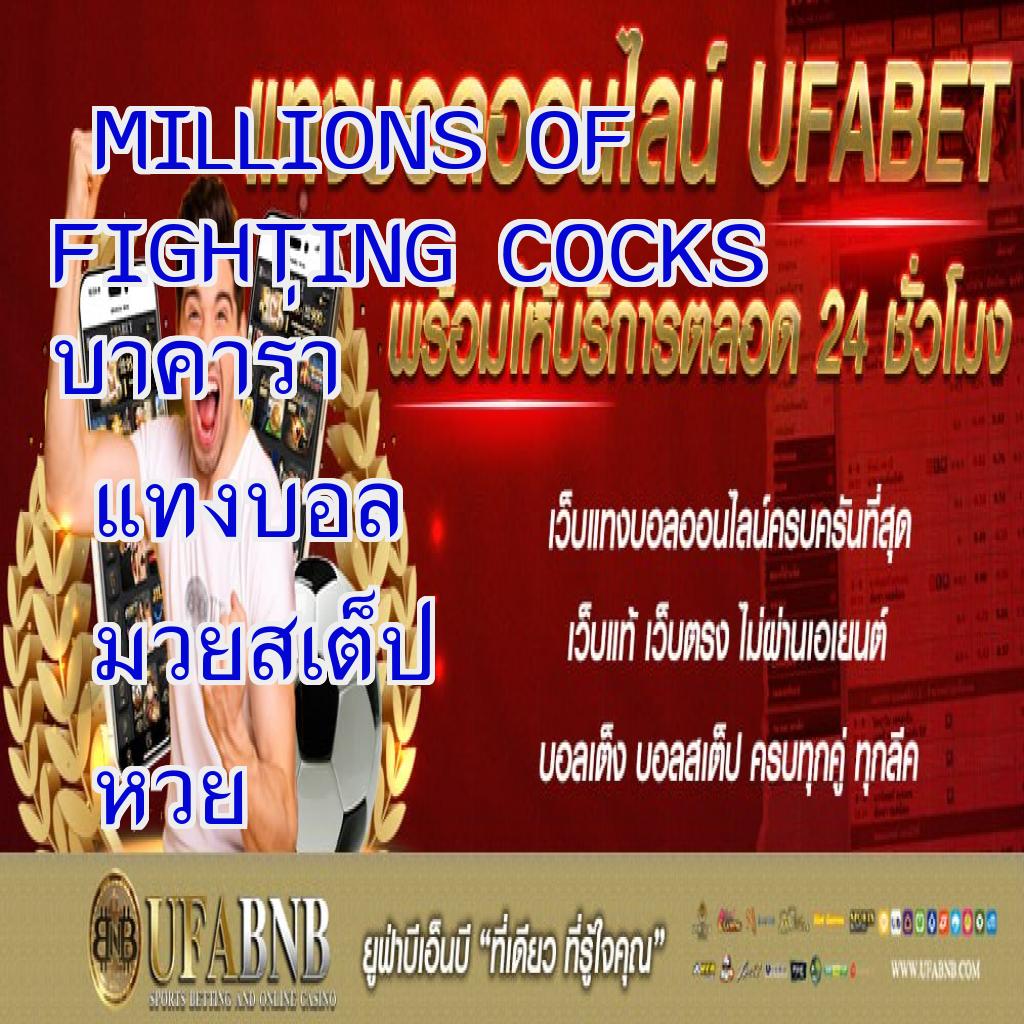 แทงบอลออนไลน์ UFABET
MILLIONS OF
FIGHTING COCKS
พร้อมให้บริการตลอด 24 ชั่วโมง
บาคาร่า
แทงบอล
มวยสเต็ป
หวย
เว็บแทงบอลออนไลน์ครบครันที่สุด
เว็บแท้ เว็บตรง ไม่ผ่านเอเยนต์
บอลเต็ง บอลสเต็ป ครบทุกคู่ ทุกลีค
UFABNB
SPORTS BETTING AND ONLINE CASINO
ยูฟ่าบีเอ็นบี “ที่เดียว ที่รู้ใจคุณ”
WWW.UFABNB.COM